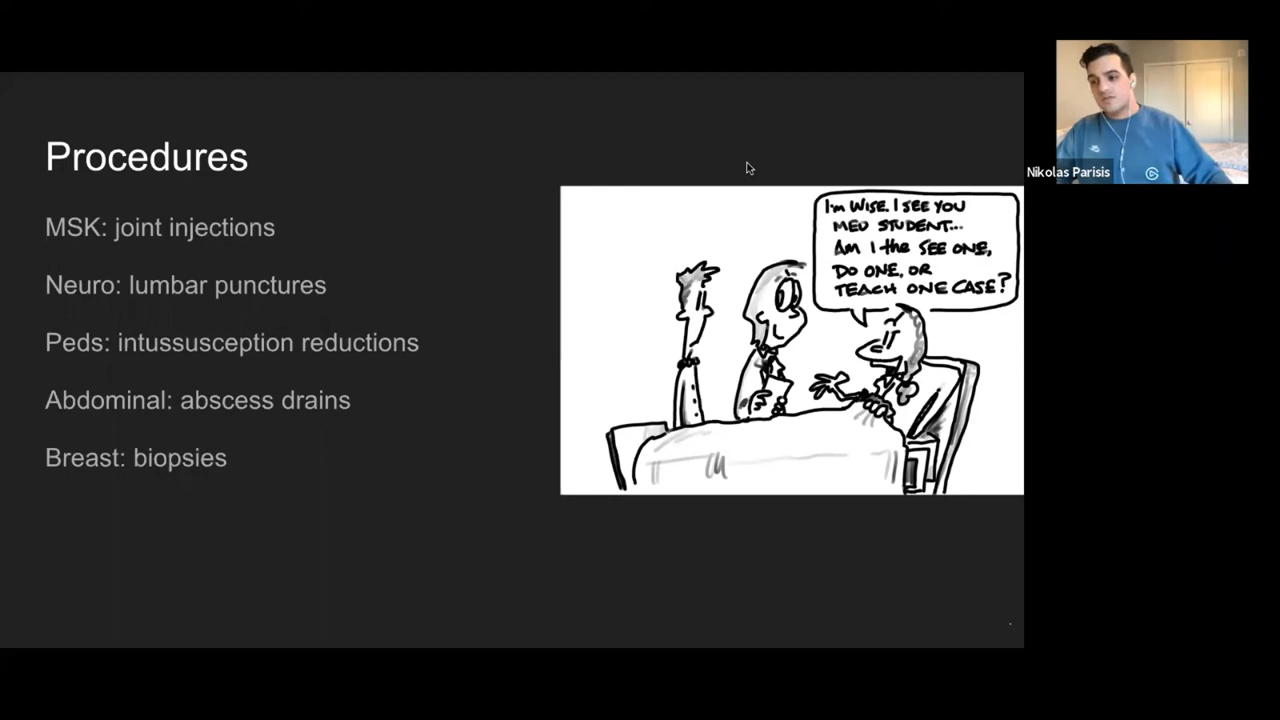 Procedures
MSK: joint injections
Neuro: lumbar punctures
Peds: intussusception reductions
Abdominal: abscess drains
Breast: biopsies
I'm WISE. I SEE YOU
MED STUDENT...
Am I the SEE ONE,
DO ONE, OR
TEACH ONE CASE?
Nikolas Parisis